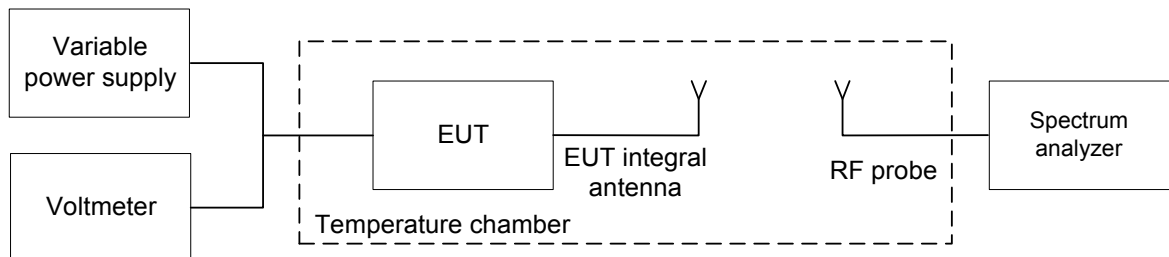 Variable
power supply
Voltmeter
EUT
EUT integral
antenna
RF probe
Temperature chamber
Spectrum
analyzer